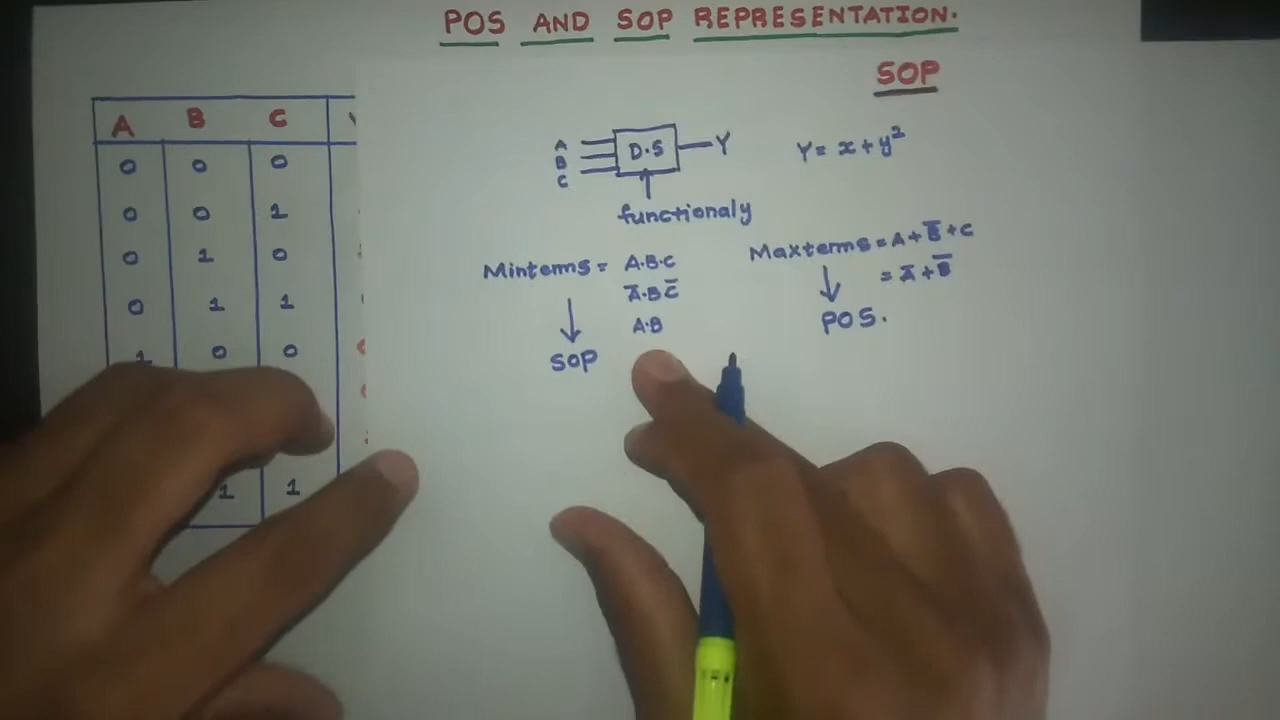 POS AND SOP REPRESENTATION.
SOP
A B C
0 0 0
0 0 1
0 1 0
0 1 1
1 0 0
1 1
A
B
C
D.S
Y
functionaly
Y = x + y²
Minterms = A.B.C
A̅.B C̅
A.B
SOP
Maxterms = A + B̅ + C
= A̅ + B̅
POS.